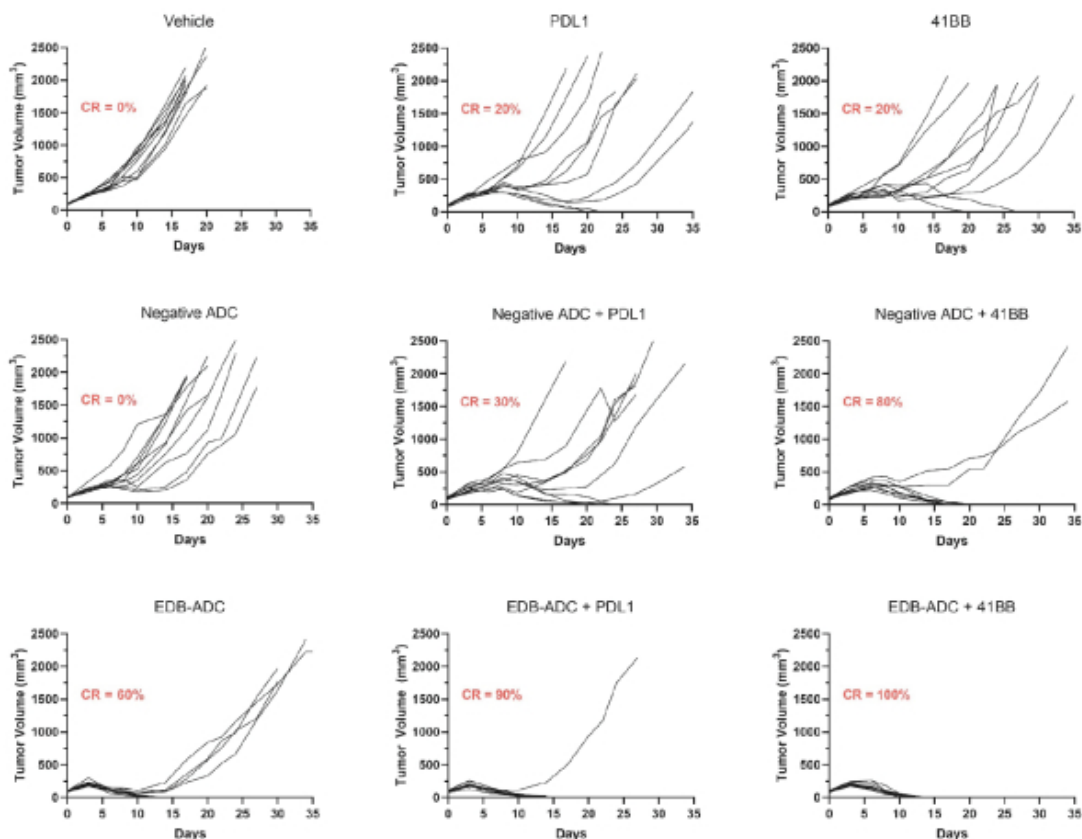 Vehicle
Tumor Volume (mm³)
2500
2000
1500
1000
500
0
CR = 0%
0 5 10 15 20 25 30 35
Days
PDL1
Tumor Volume (mm³)
2500
2000
1500
1000
500
0
CR = 20%
0 5 10 15 20 25 30 35
Days
41BB
Tumor Volume (mm³)
2500
2000
1500
1000
500
0
CR = 20%
0 5 10 15 20 25 30 35
Days
Negative ADC
Tumor Volume (mm³)
2500
2000
1500
1000
500
0
CR = 0%
0 5 10 15 20 25 30 35
Days
Negative ADC + PDL1
Tumor Volume (mm³)
2500
2000
1500
1000
500
0
CR = 30%
0 5 10 15 20 25 30 35
Days
Negative ADC + 41BB
Tumor Volume (mm³)
2500
2000
1500
1000
500
0
CR = 80%
0 5 10 15 20 25 30 35
Days
EDB-ADC
Tumor Volume (mm³)
2500
2000
1500
1000
500
0
CR = 60%
0 5 10 15 20 25 30 35
Days
EDB-ADC + PDL1
Tumor Volume (mm³)
2500
2000
1500
1000
500
0
CR = 90%
0 5 10 15 20 25 30 35
Days
EDB-ADC + 41BB
Tumor Volume (mm³)
2500
2000
1500
1000
500
0
CR = 100%
0 5 10 15 20 25 30 35
Days